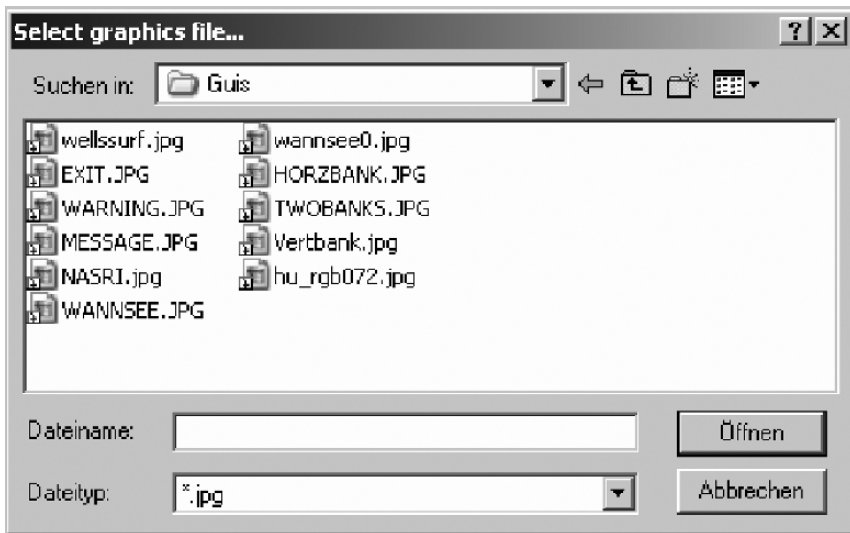 Select graphics file...
Suchen in: Guis
wellssurf.jpg
EXIT.JPG
WARNING.JPG
MESSAGE.JPG
NASRI.jpg
WANNSEE.JPG
wannsee0.jpg
HORZBANK.JPG
TWOBANKS.JPG
Vertbank.jpg
hu_rgb072.jpg
Dateiname:
Öffnen
Dateityp: *.jpg
Abbrechen